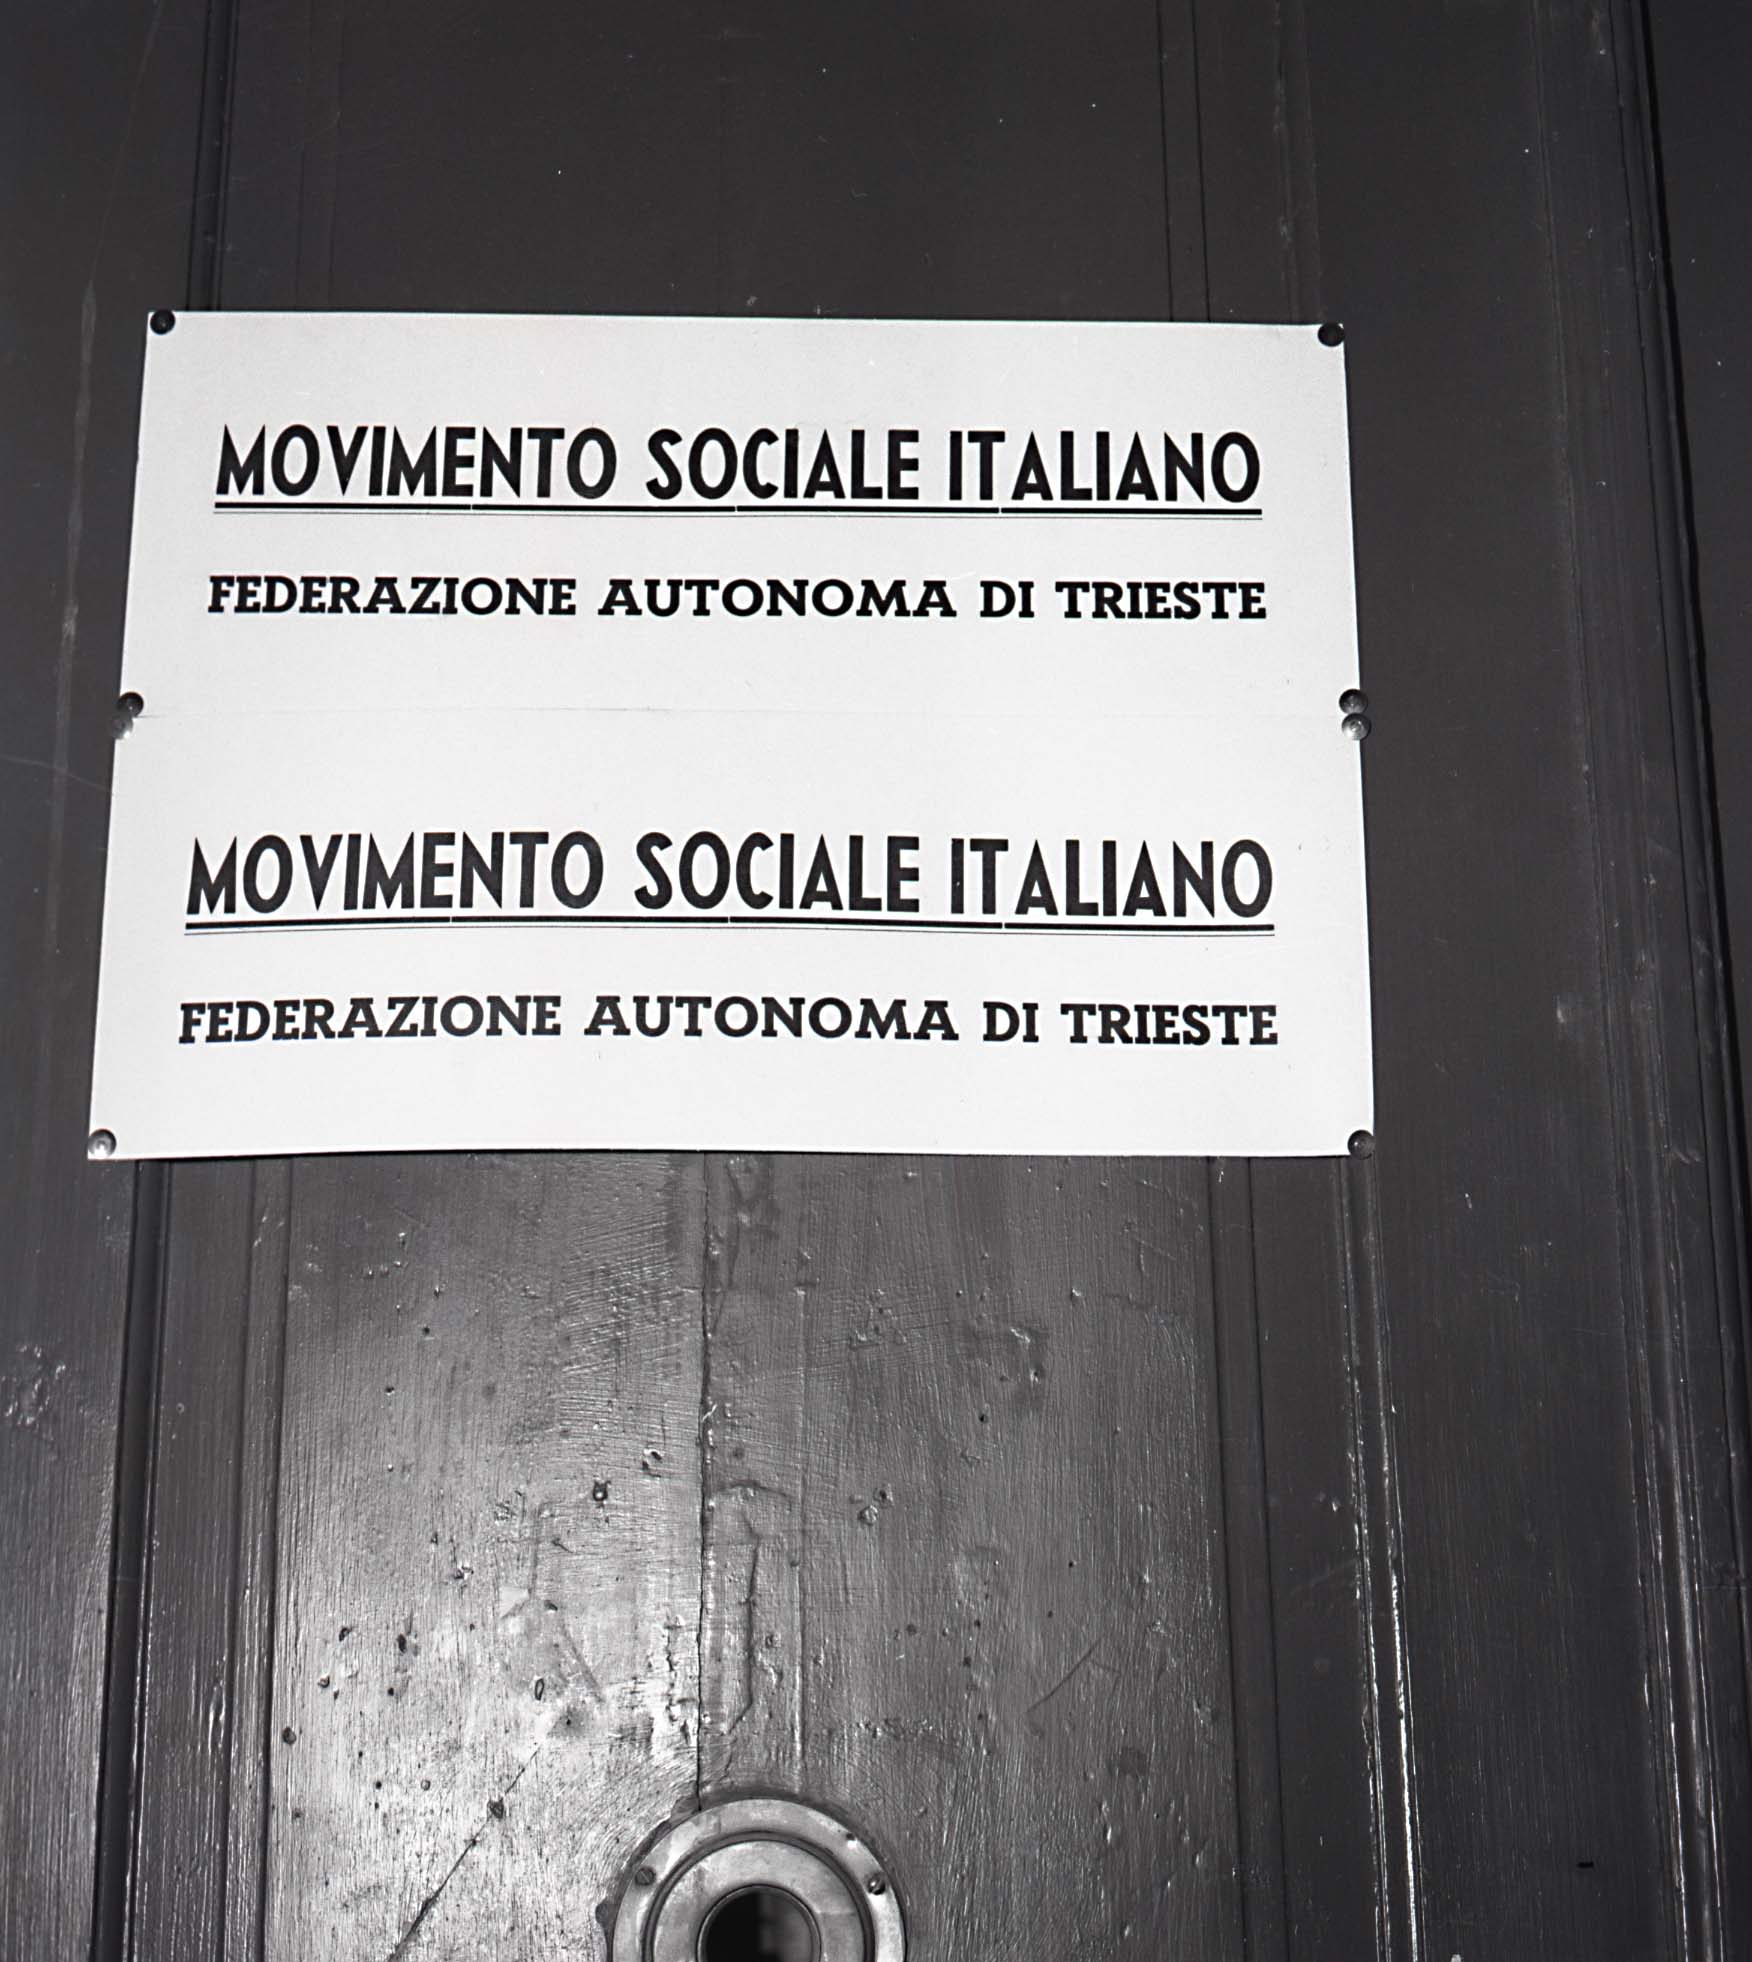 MOVIMENTO SOCIALE ITALIANO
FEDERAZIONE AUTONOMA DI TRIESTE
MOVIMENTO SOCIALE ITALIANO
FEDERAZIONE AUTONOMA DI TRIESTE